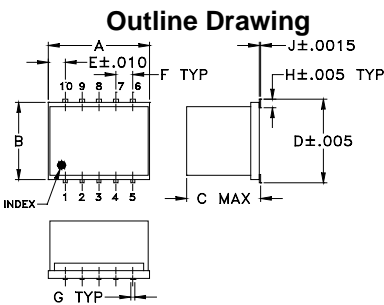 Outline Drawing
A
J±.0015
E±.010
H±.005 TYP
F TYP
10 9 8 7 6
B
D±.005
C MAX
INDEX
1 2 3 4 5
G TYP